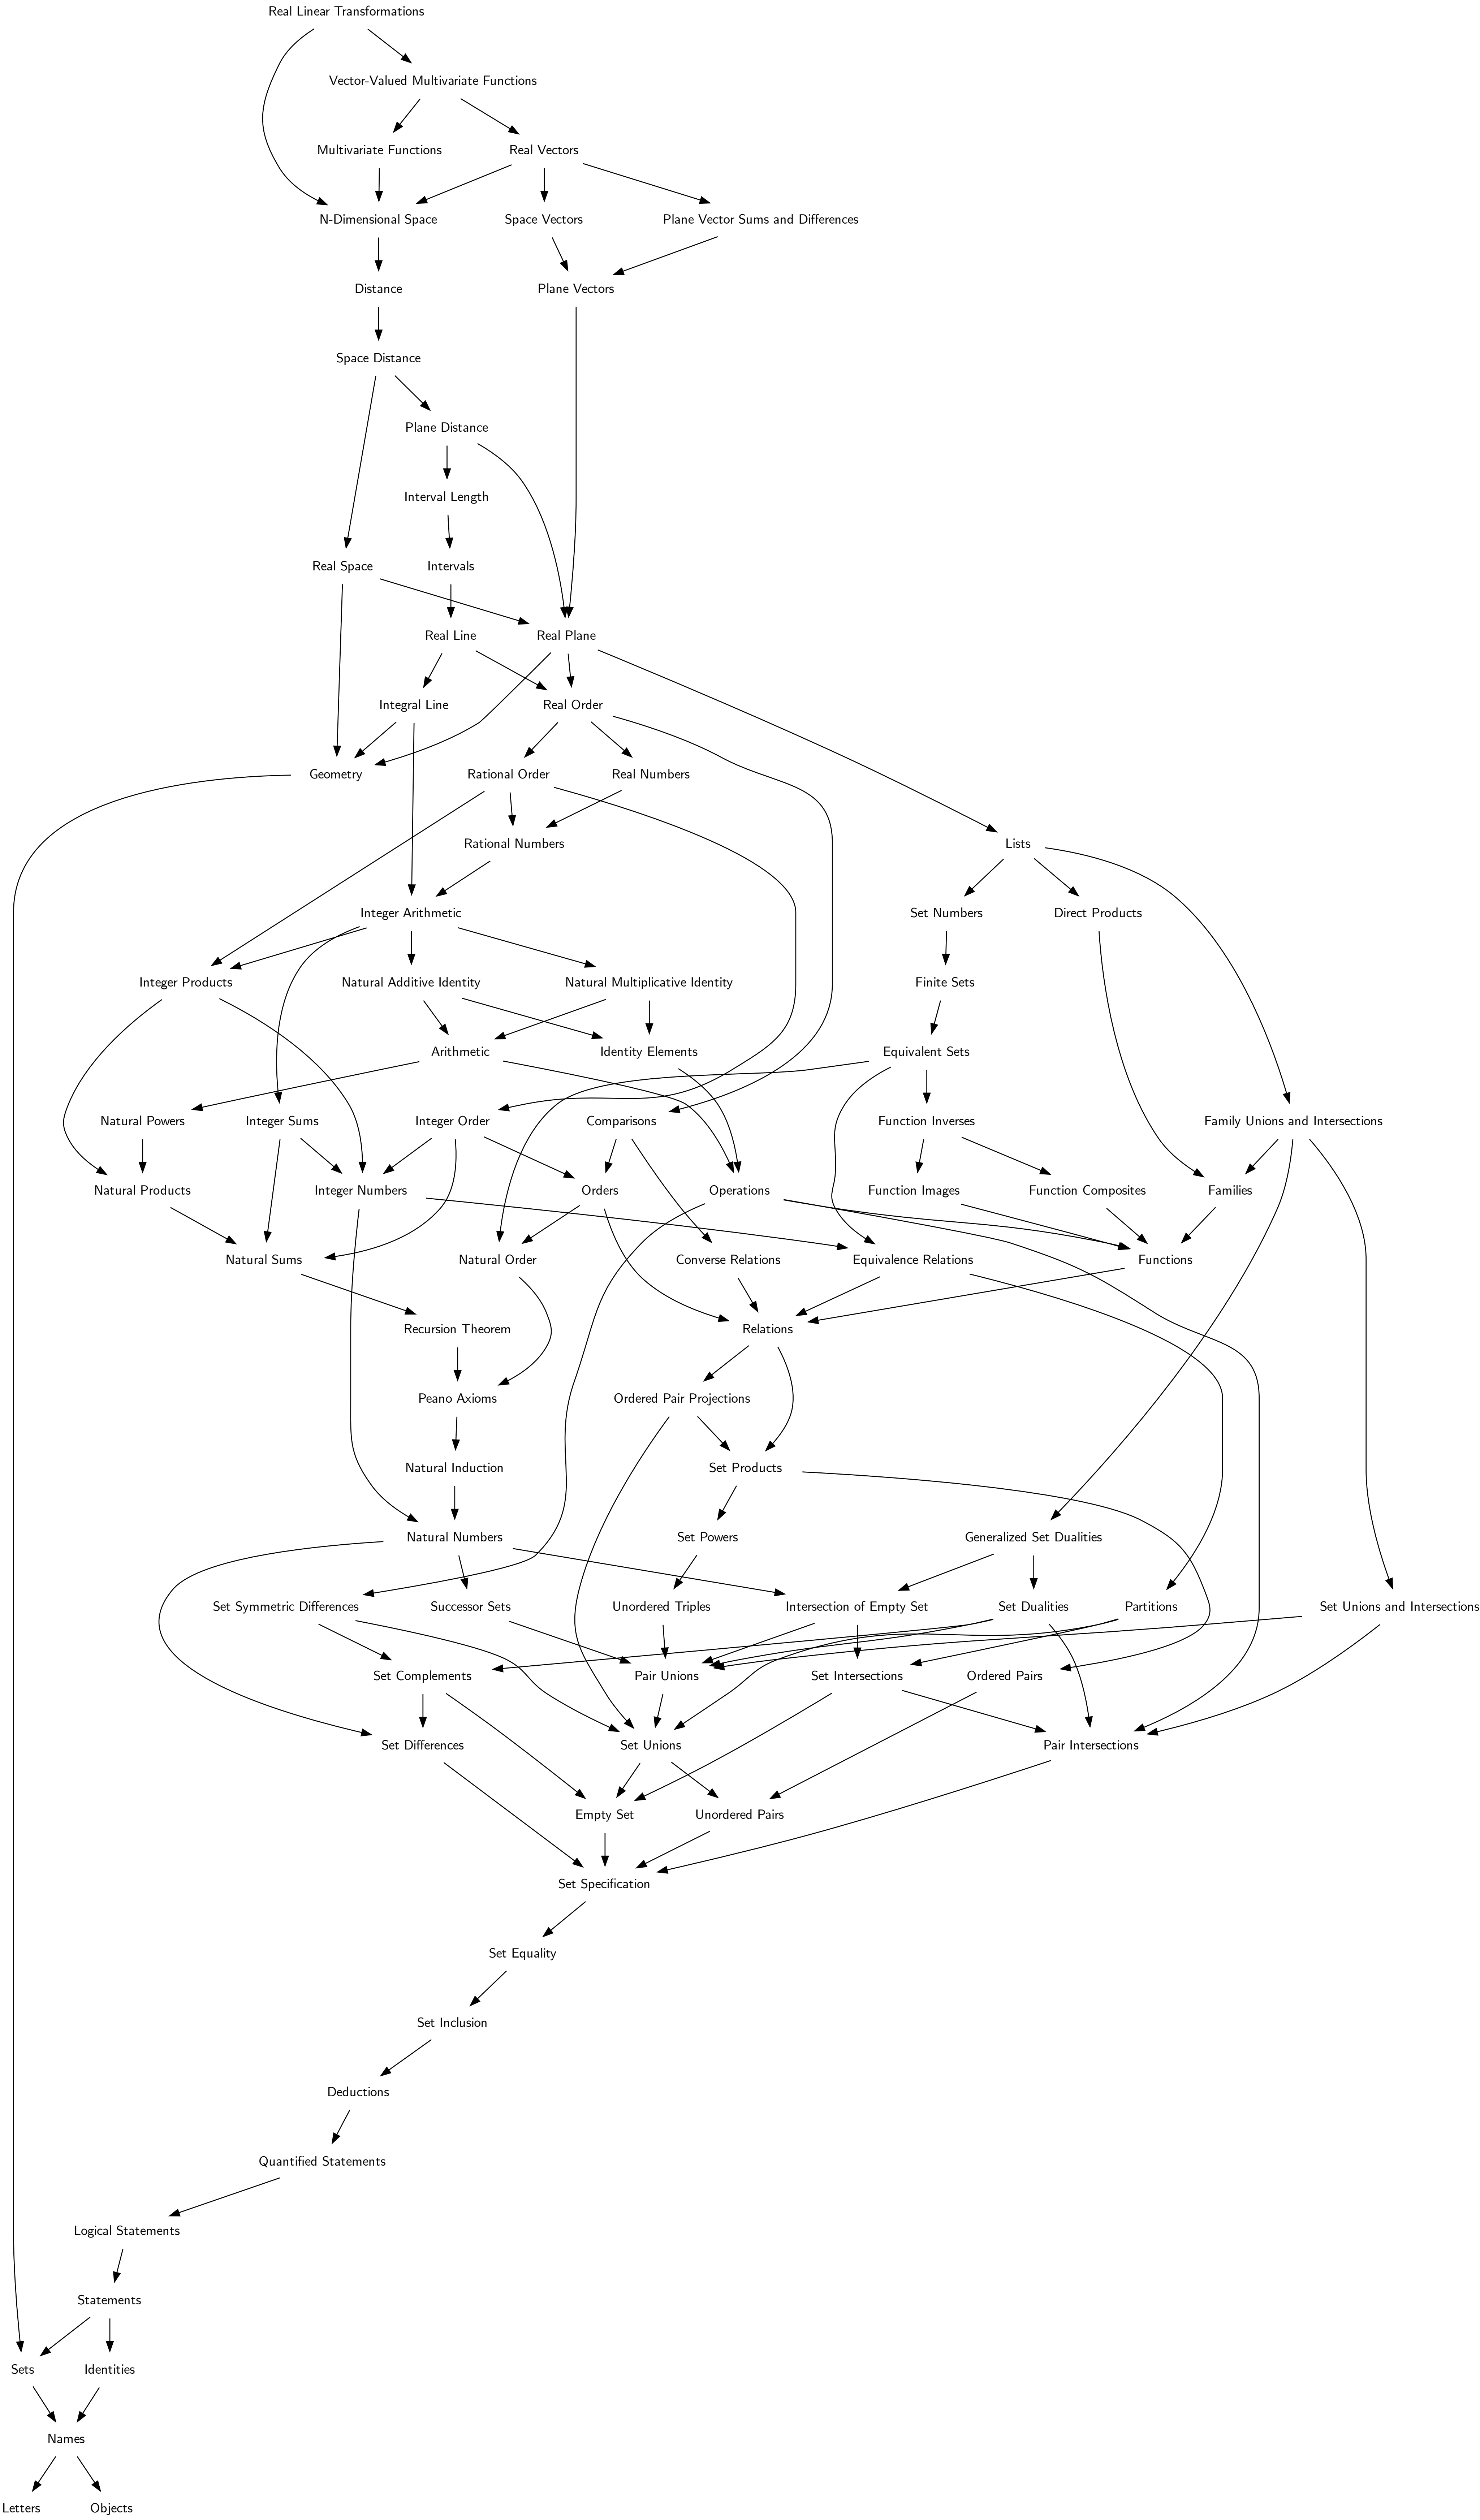 Real Linear Transformations
Vector-Valued Multivariate Functions
Multivariate Functions
Real Vectors
N-Dimensional Space
Space Vectors
Plane Vector Sums and Differences
Distance
Plane Vectors
Space Distance
Plane Distance
Interval Length
Real Space
Intervals
Real Line
Real Plane
Integral Line
Real Order
Geometry
Rational Order
Real Numbers
Rational Numbers
Lists
Integer Arithmetic
Set Numbers
Direct Products
Integer Products
Natural Additive Identity
Natural Multiplicative Identity
Finite Sets
Arithmetic
Identity Elements
Equivalent Sets
Natural Powers
Integer Sums
Integer Order
Comparisons
Function Inverses
Family Unions and Intersections
Natural Products
Integer Numbers
Orders
Operations
Function Images
Function Composites
Families
Natural Sums
Natural Order
Converse Relations
Equivalence Relations
Functions
Recursion Theorem
Relations
Peano Axioms
Ordered Pair Projections
Natural Induction
Set Products
Natural Numbers
Set Powers
Generalized Set Dualities
Set Symmetric Differences
Successor Sets
Unordered Triples
Intersection of Empty Set
Set Dualities
Partitions
Set Unions and Intersections
Set Complements
Pair Unions
Set Intersections
Ordered Pairs
Set Differences
Set Unions
Pair Intersections
Empty Set
Unordered Pairs
Set Specification
Set Equality
Set Inclusion
Deductions
Quantified Statements
Logical Statements
Statements
Sets
Identities
Names
Letters
Objects